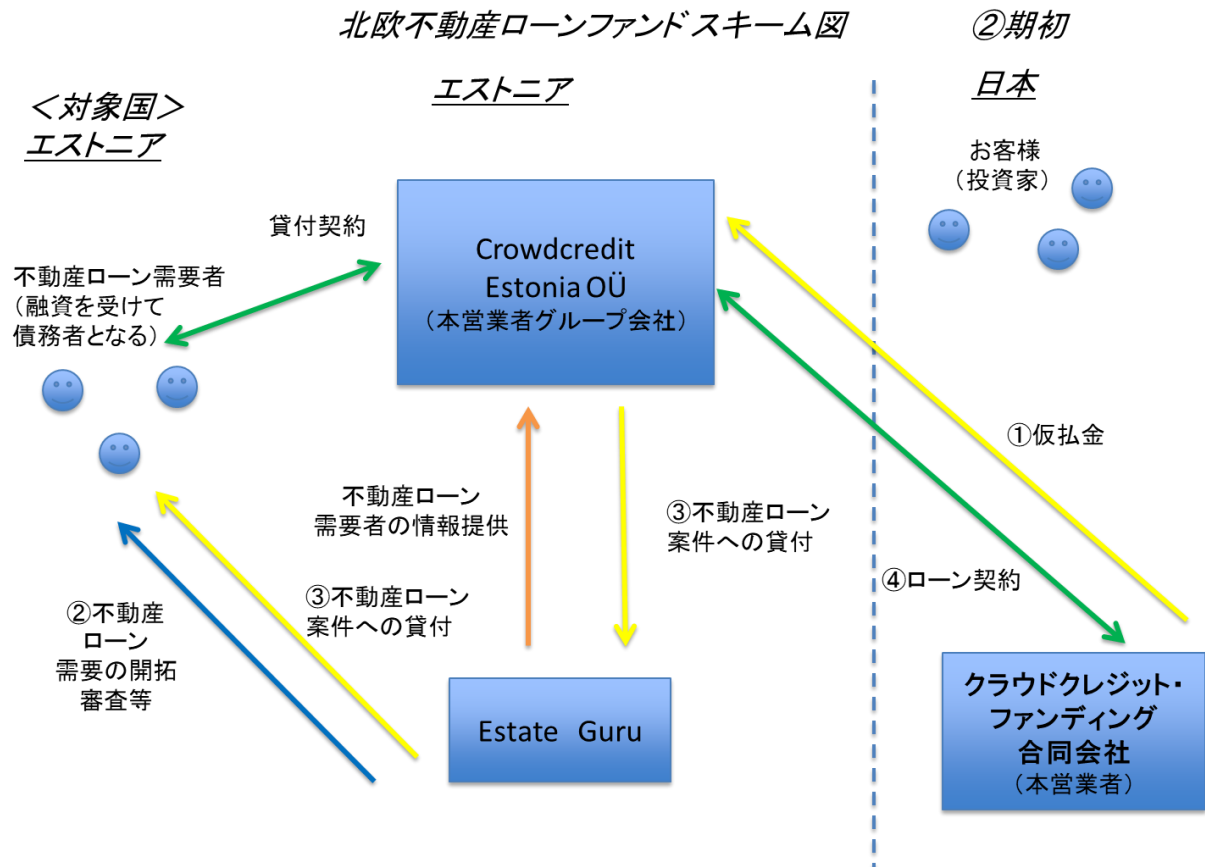 北欧不動産ローンファンド スキーム図
②期初
＜対象国＞
エストニア
エストニア
日本
お客様
（投資家）
貸付契約
不動産ローン需要者
（融資を受けて
債務者となる）
Crowdcredit
Estonia OÜ
（本営業者グループ会社）
①仮払金
不動産ローン
需要者の情報提供
③不動産ローン
案件への貸付
④ローン契約
②不動産
ローン
需要の開拓
審査等
③不動産ローン
案件への貸付
Estate Guru
クラウドクレジット・
ファンディング
合同会社
（本営業者）